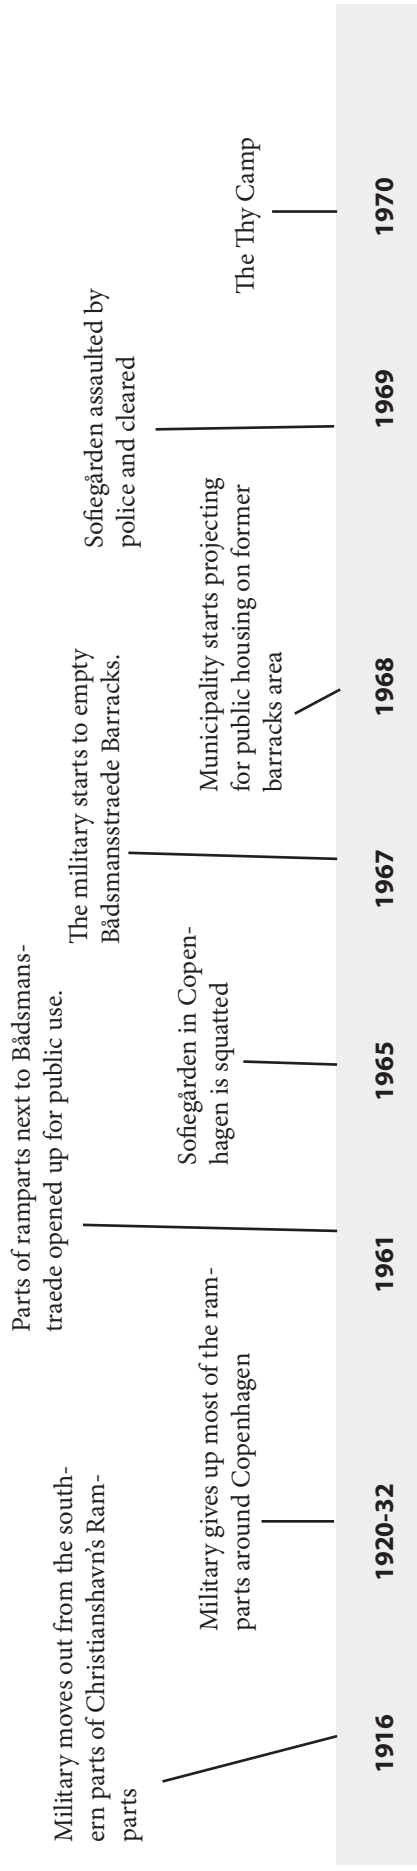 Military moves out from the south-
ern parts of Christianshavn's Ram-
parts
1916
Military gives up most of the ram-
parts around Copenhagen
1920-32
Parts of ramparts next to Bådsmans-
traede opened up for public use.
1961
Sofiegården in Copen-
hagen is squatted
1965
The military starts to empty
Bådsmansstraede Barracks.
1967
Municipality starts projecting
for public housing on former
barracks area
1968
Sofiegården assaulted by
police and cleared
1969
The Thy Camp
1970